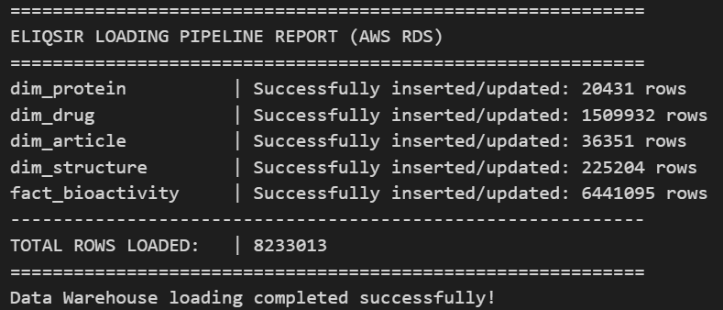 ============================================================
ELIQSIR LOADING PIPELINE REPORT (AWS RDS)
============================================================
dim_protein          | Successfully inserted/updated: 20431 rows
dim_drug             | Successfully inserted/updated: 1509932 rows
dim_article          | Successfully inserted/updated: 36351 rows
dim_structure        | Successfully inserted/updated: 225204 rows
fact_bioactivity     | Successfully inserted/updated: 6441095 rows
------------------------------------------------------------
TOTAL ROWS LOADED:   | 8233013
============================================================
Data Warehouse loading completed successfully!